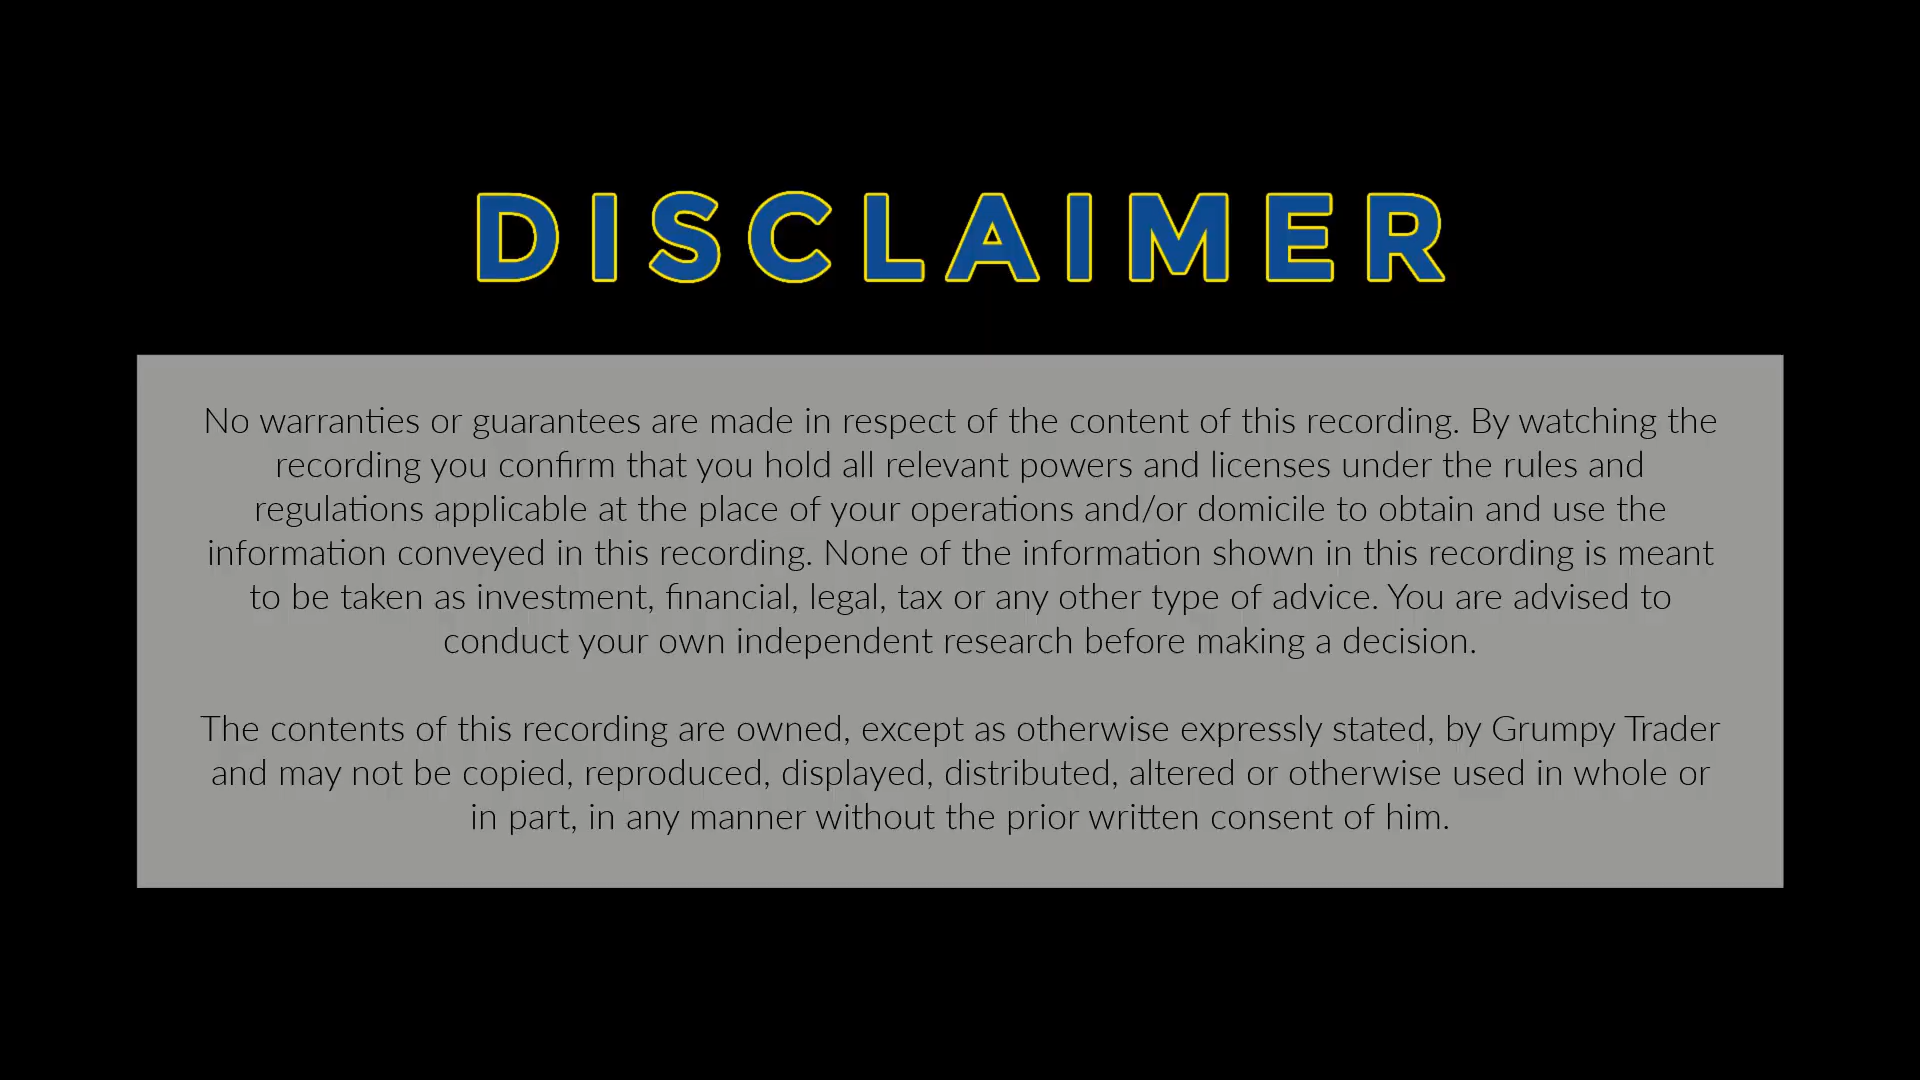 DISCLAIMER
No warranties or guarantees are made in respect of the content of this recording. By watching the
recording you confirm that you hold all relevant powers and licenses under the rules and
regulations applicable at the place of your operations and/or domicile to obtain and use the
information conveyed in this recording. None of the information shown in this recording is meant
to be taken as investment, financial, legal, tax or any other type of advice. You are advised to
conduct your own independent research before making a decision.
The contents of this recording are owned, except as otherwise expressly stated, by Grumpy Trader
and may not be copied, reproduced, displayed, distributed, altered or otherwise used in whole or
in part, in any manner without the prior written consent of him.